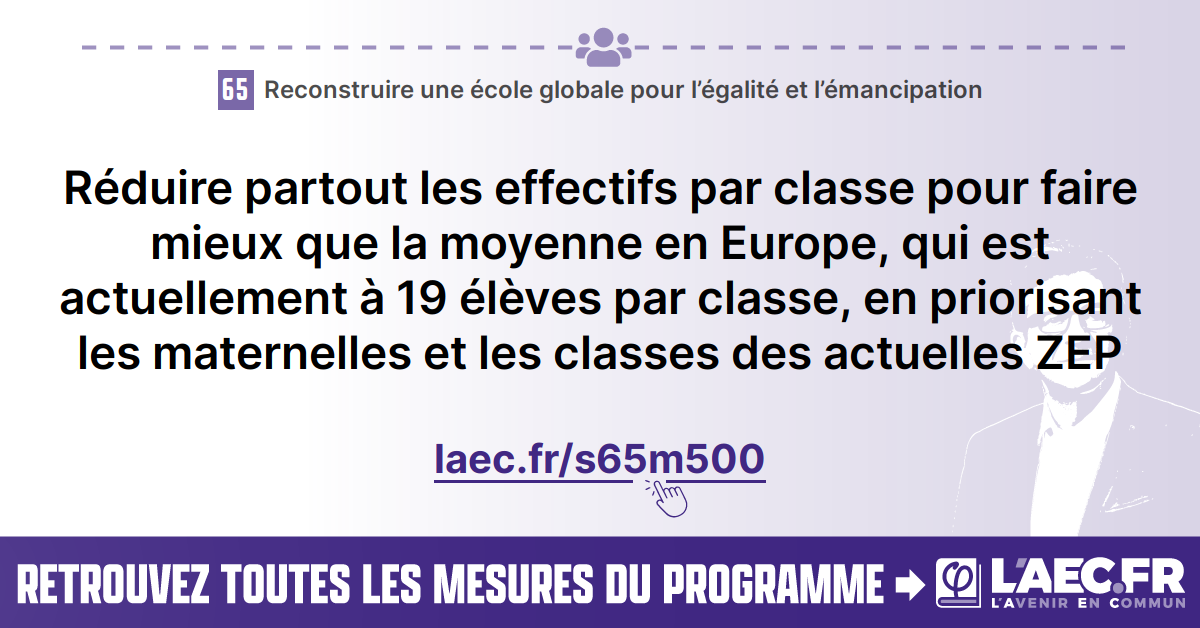 65 Reconstruire une école globale pour l’égalité et l’émancipation
Réduire partout les effectifs par classe pour faire
mieux que la moyenne en Europe, qui est
actuellement à 19 élèves par classe, en priorisant
les maternelles et les classes des actuelles ZEP
laec.fr/s65m500
RETROUVEZ TOUTES LES MESURES DU PROGRAMME
L'AEC.FR
L'AVENIR EN COMMUN